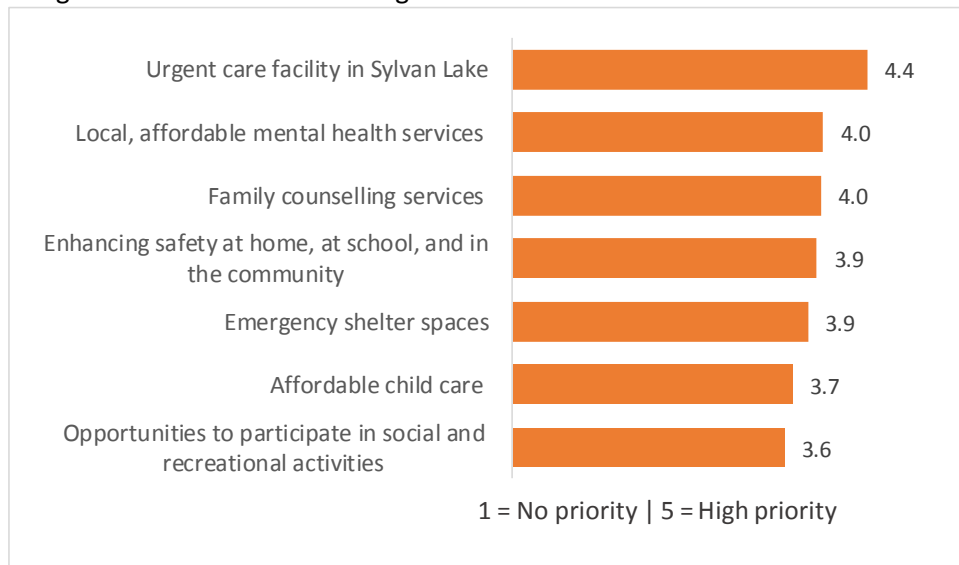 Urgent care facility in Sylvan Lake 4.4
Local, affordable mental health services 4.0
Family counselling services 4.0
Enhancing safety at home, at school, and in
the community 3.9
Emergency shelter spaces 3.9
Affordable child care 3.7
Opportunities to participate in social and
recreational activities 3.6
1 = No priority | 5 = High priority